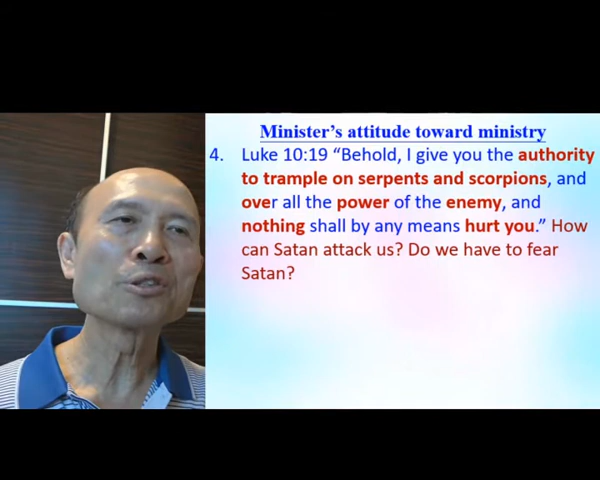 Minister's attitude toward ministry
4. Luke 10:19 “Behold, I give you the authority
to trample on serpents and scorpions, and
over all the power of the enemy, and
nothing shall by any means hurt you.” How
can Satan attack us? Do we have to fear
Satan?